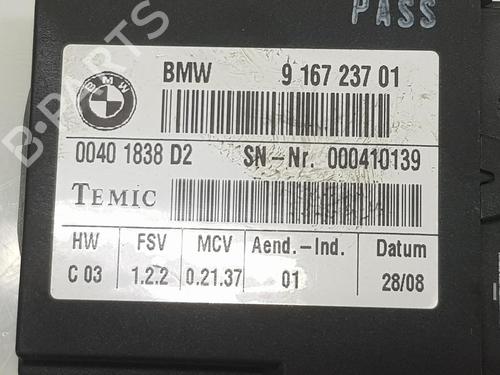 PASS
BMW 9 167 237 01
BMW
0040 1838 D2 SN-Nr. 000410139
TEMIC
HW FSV MCV Aend.-Ind. Datum
C 03 1.2.2 0.21.37 01 28/08
B-PARTS